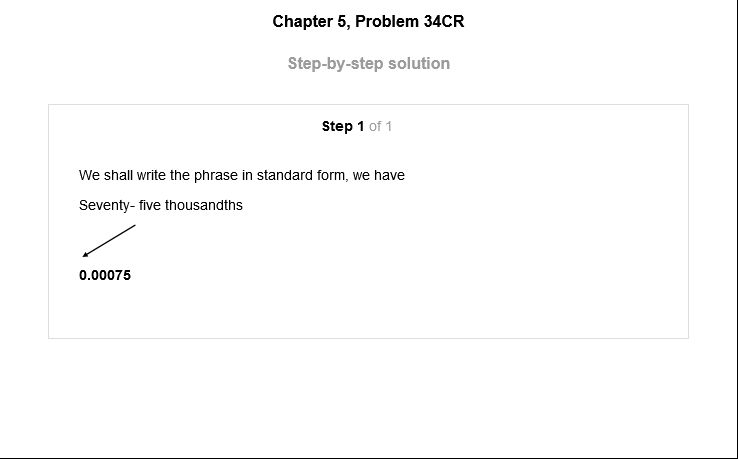 Chapter 5, Problem 34CR
Step-by-step solution
Step 1 of 1
We shall write the phrase in standard form, we have
Seventy- five thousandths
0.00075